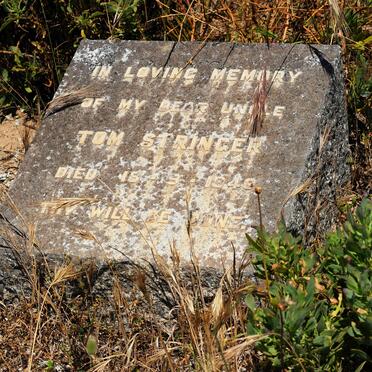 IN LOVING MEMORY
OF MY DEAR UNCLE
TOM STRINGER
DIED
THY WILL BE DONE